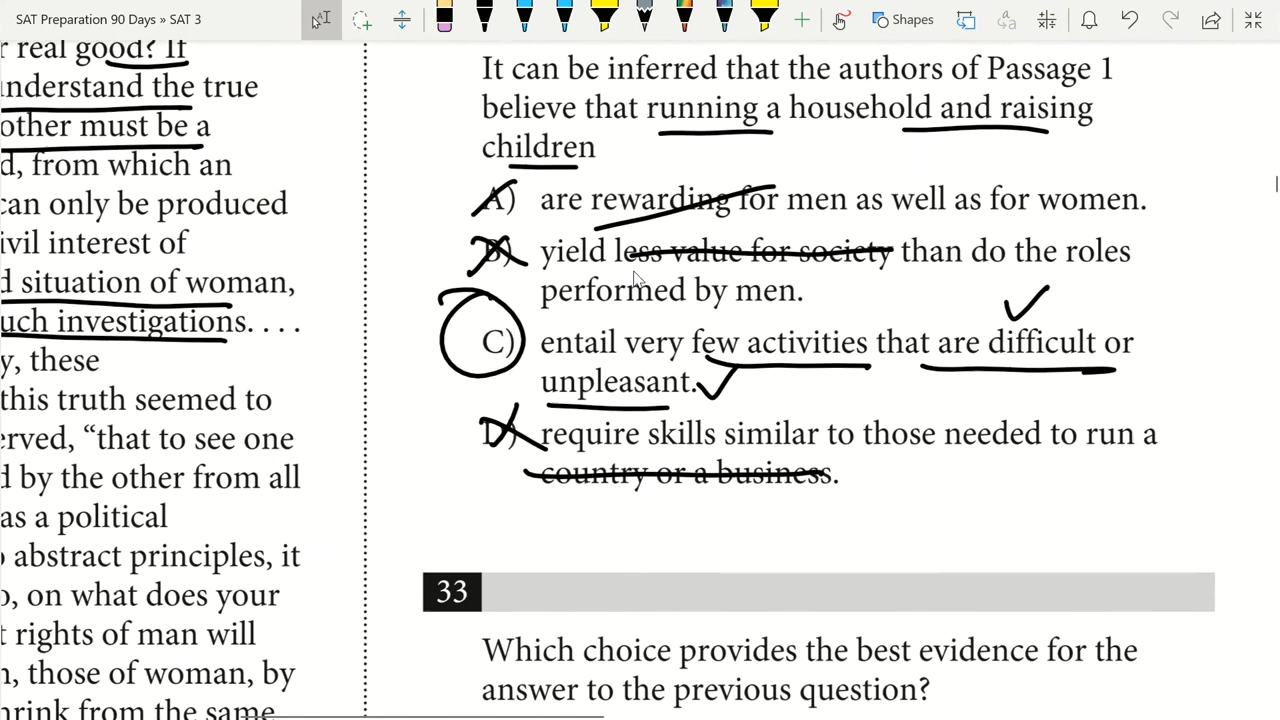 SAT Preparation 90 Days » SAT 3
Shapes
r real good? If
nderstand the true
other must be a
d, from which an
can only be produced
ivil interest of
d situation of woman,
uch investigations. . . .
y, these
this truth seemed to
erved, “that to see one
d by the other from all
as a political
o abstract principles, it
o, on what does your
t rights of man will
n, those of woman, by
hrink from the same
It can be inferred that the authors of Passage 1
believe that running a household and raising
children
A) are rewarding for men as well as for women.
B) yield less value for society than do the roles
performed by men.
C) entail very few activities that are difficult or
unpleasant.
D) require skills similar to those needed to run a
country or a business.
33
Which choice provides the best evidence for the
answer to the previous question?